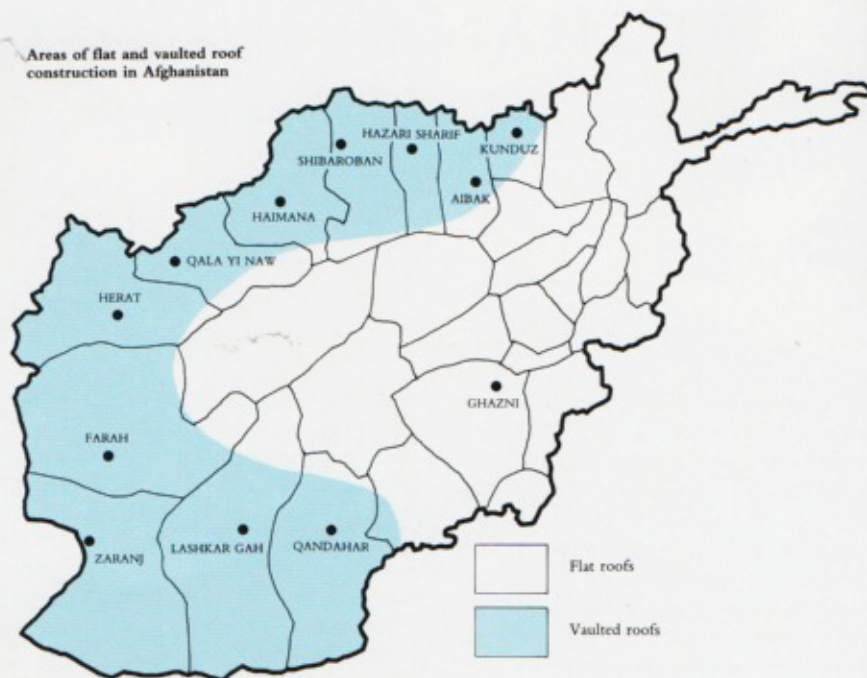 Areas of flat and vaulted roof
construction in Afghanistan
HAZARI SHARIF
KUNDUZ
SHIBAROBAN
AIBAK
HAIMANA
QALA YI NAW
HERAT
GHAZNI
FARAH
ZARANJ
LASHKAR GAH
QANDAHAR
Flat roofs
Vaulted roofs